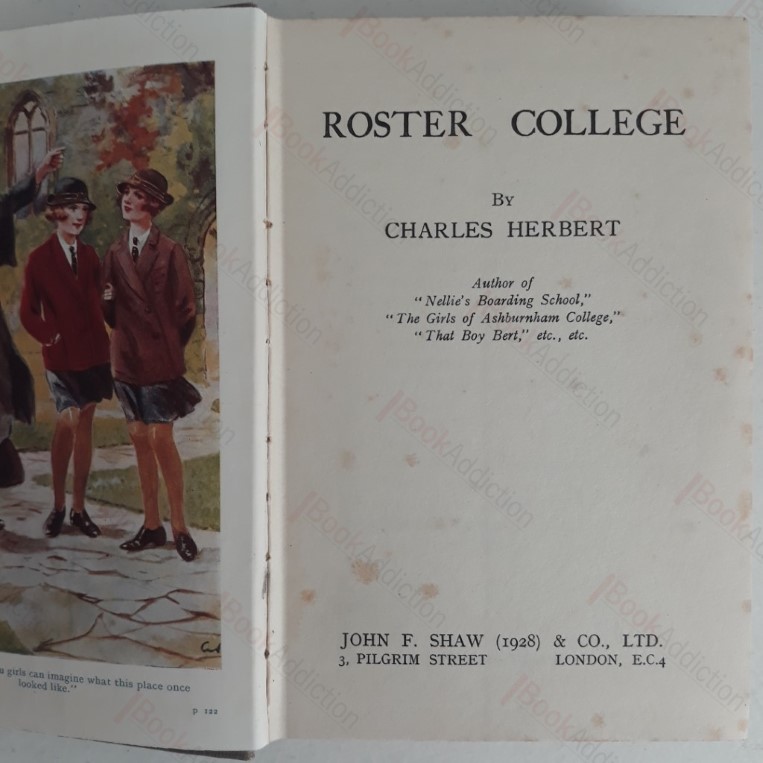 u girls can imagine what this place once
looked like."
p 122
ROSTER COLLEGE
By
CHARLES HERBERT
Author of
"Nellie's Boarding School,"
"The Girls of Ashburnham College,"
"That Boy Bert," etc., etc.
JOHN F. SHAW (1928) & CO., LTD.
3, PILGRIM STREET LONDON, E.C.4
BookAddiction